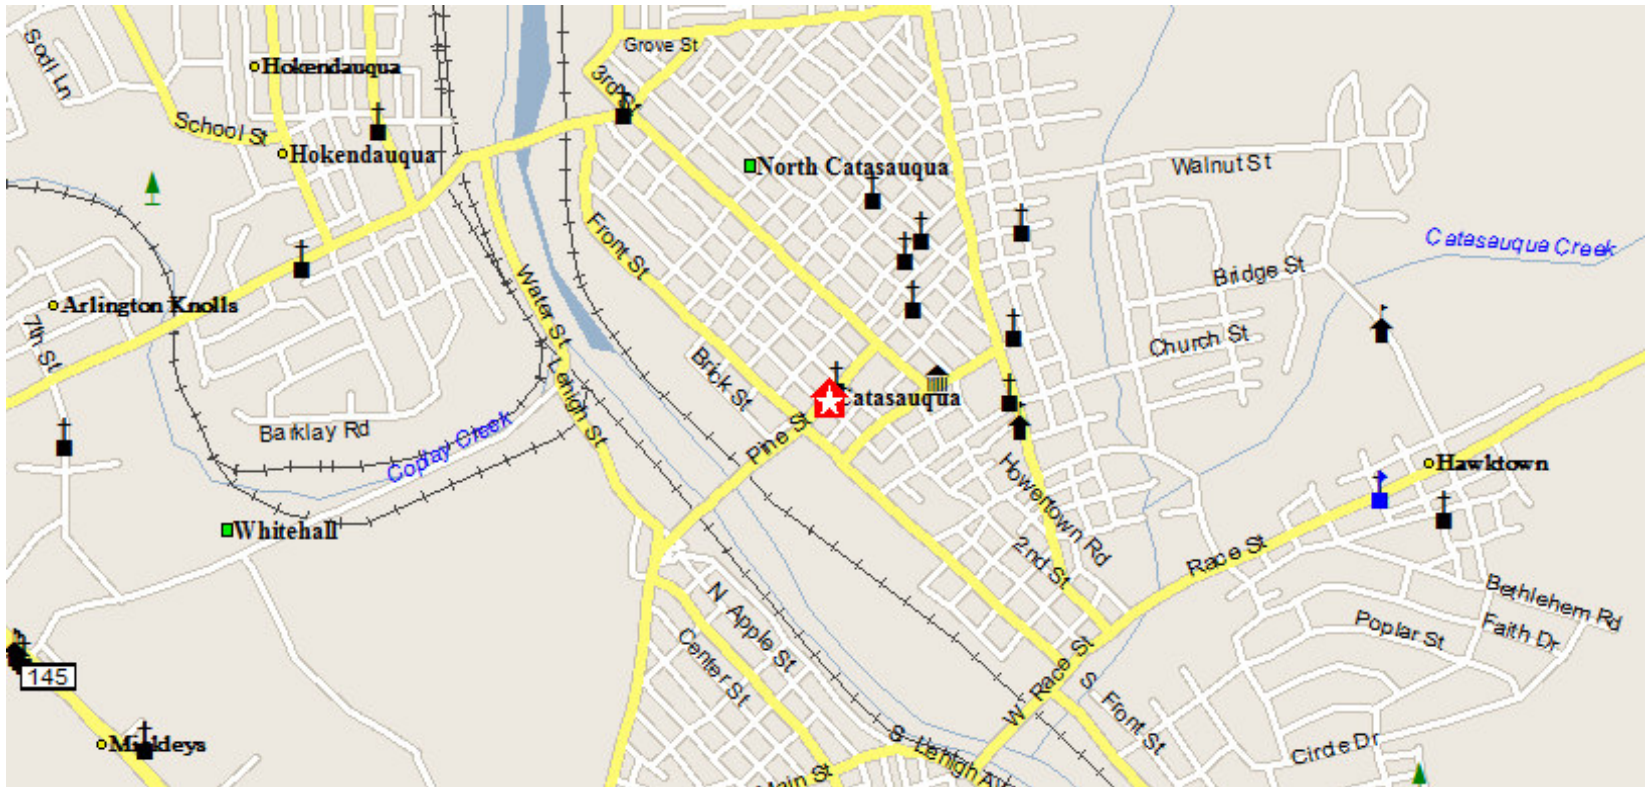 Sodl Ln
Hokendauqua
School St
Hokendauqua
Grove St
3rd St
North Catasauqua
Walnut St
Catasauqua Creek
Bridge St
Church St
Arlington Knolls
7th St
Front St
Water St
Lehigh St
Brick St
Catasauqua
Pine St
Barklay Rd
Coplay Creek
Whitehall
Howertown Rd
2nd St
Hawktown
Race St
Bethlehem Rd
Faith Dr
Poplar St
N Apple St
Center St
145
Mickleys
W Race St
S Front St
Circle Dr
S Lehigh Av
Main St